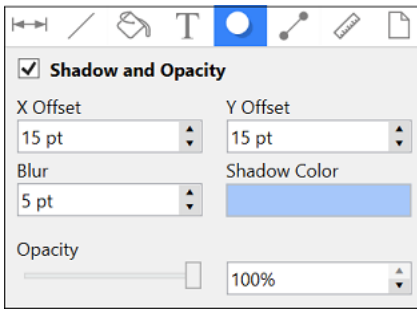 T
Shadow and Opacity
X Offset Y Offset
15 pt 15 pt
Blur Shadow Color
5 pt
Opacity
100%